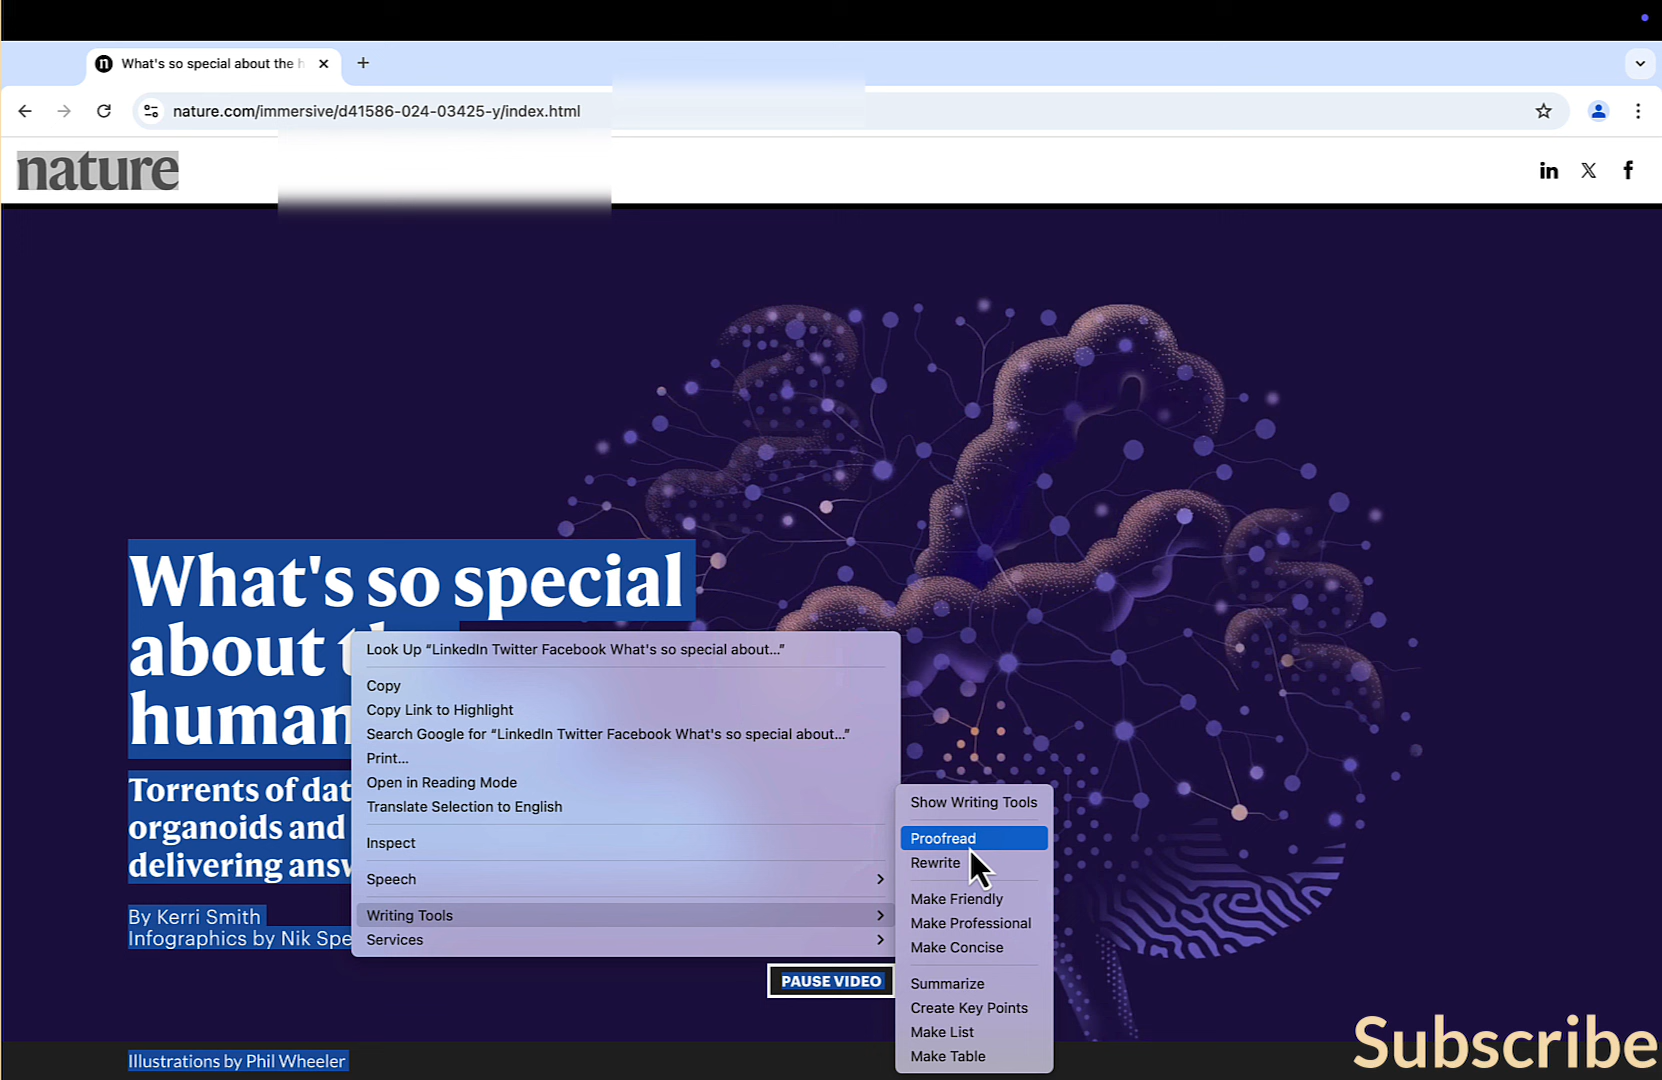 What's so special about the h
nature.com/immersive/d41586-024-03425-y/index.html
nature
What's so special
about t
human
Torrents of dat
organoids and
delivering answ
By Kerri Smith
Infographics by Nik Spe
Look Up “LinkedIn Twitter Facebook What's so special about...”
Copy
Copy Link to Highlight
Search Google for “LinkedIn Twitter Facebook What's so special about...”
Print...
Open in Reading Mode
Translate Selection to English
Inspect
Speech
Writing Tools
Services
Show Writing Tools
Proofread
Rewrite
Make Friendly
Make Professional
Make Concise
Summarize
Create Key Points
Make List
Make Table
PAUSE VIDEO
Illustrations by Phil Wheeler
Subscribe